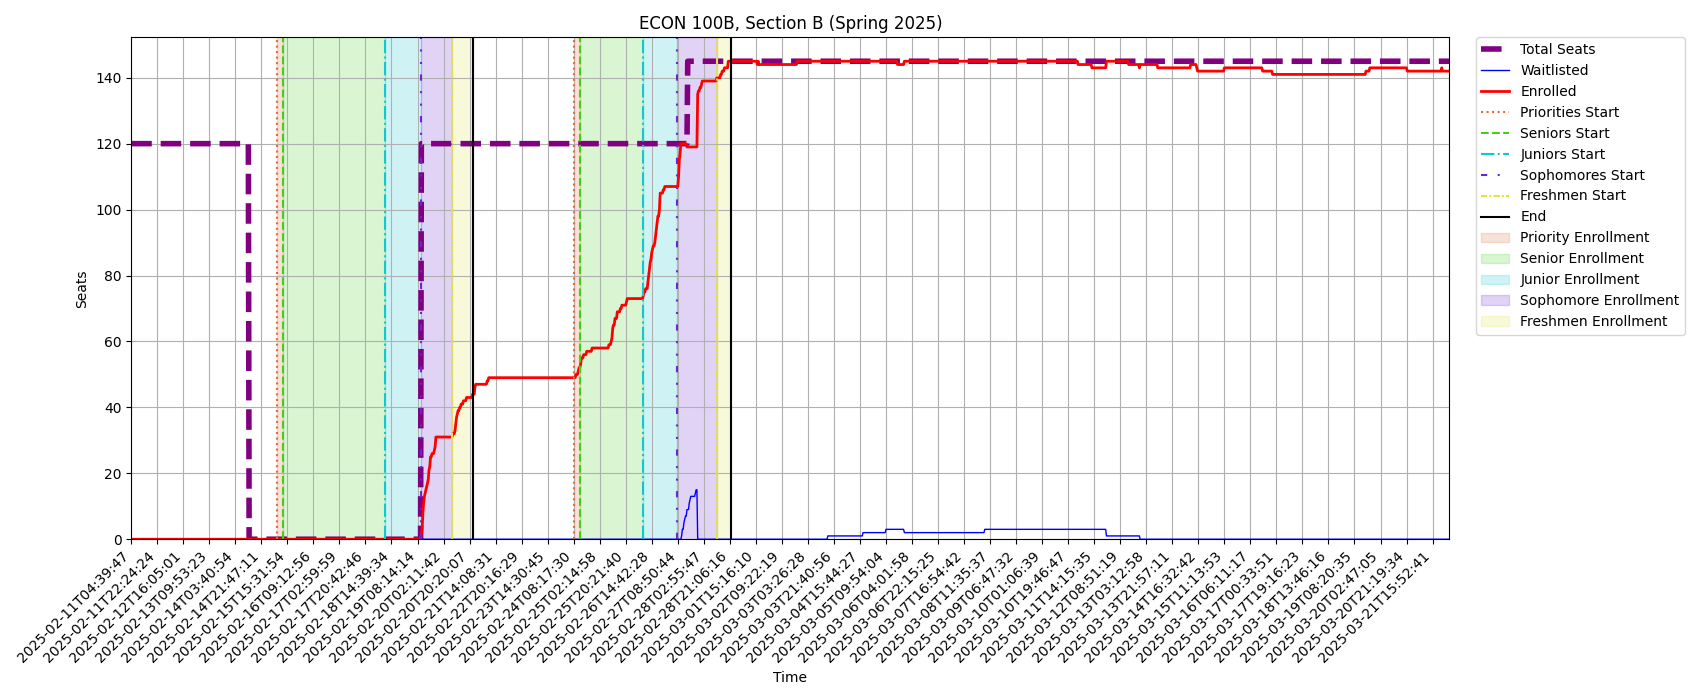 ECON 100B, Section B (Spring 2025)
Seats
140
120
100
80
60
40
20
0
2025-02-11T04:39:47
2025-02-11T22:24:24
2025-02-12T16:05:01
2025-02-13T09:53:23
2025-02-14T03:40:54
2025-02-14T21:47:11
2025-02-15T15:31:54
2025-02-16T09:12:56
2025-02-17T02:59:59
2025-02-17T20:42:46
2025-02-18T14:39:34
2025-02-19T08:14:14
2025-02-20T02:11:42
2025-02-20T20:20:07
2025-02-21T14:08:31
2025-02-22T20:16:29
2025-02-23T14:30:45
2025-02-24T08:17:30
2025-02-25T02:14:58
2025-02-25T20:21:40
2025-02-26T14:42:28
2025-02-27T08:50:44
2025-02-28T02:55:47
2025-02-28T21:06:16
2025-03-01T15:16:10
2025-03-02T09:22:19
2025-03-03T03:26:28
2025-03-03T21:40:56
2025-03-04T15:44:27
2025-03-05T09:54:04
2025-03-06T04:01:58
2025-03-06T22:15:25
2025-03-07T16:54:42
2025-03-08T11:35:37
2025-03-09T06:47:32
2025-03-10T01:06:39
2025-03-10T19:46:47
2025-03-11T14:15:35
2025-03-12T08:51:19
2025-03-13T03:12:58
2025-03-13T21:57:11
2025-03-14T16:32:42
2025-03-15T11:13:53
2025-03-16T06:11:17
2025-03-17T00:33:51
2025-03-17T19:16:23
2025-03-18T13:46:16
2025-03-19T08:20:35
2025-03-20T02:47:05
2025-03-20T21:19:34
2025-03-21T15:52:41
Time
Total Seats
Waitlisted
Enrolled
Priorities Start
Seniors Start
Juniors Start
Sophomores Start
Freshmen Start
End
Priority Enrollment
Senior Enrollment
Junior Enrollment
Sophomore Enrollment
Freshmen Enrollment